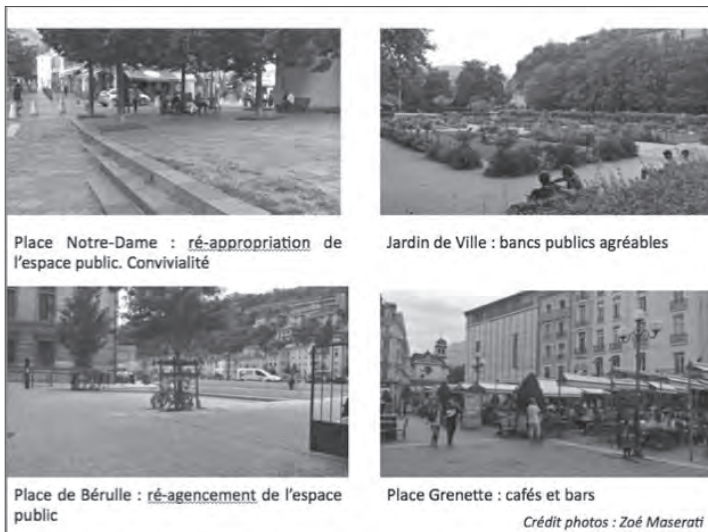 Place Notre-Dame : ré-appropriation de
l'espace public. Convivialité
Jardin de Ville : bancs publics agréables
Place de Bérulle : ré-agencement de l'espace
public
Place Grenette : cafés et bars
Crédit photos : Zoé Maserati